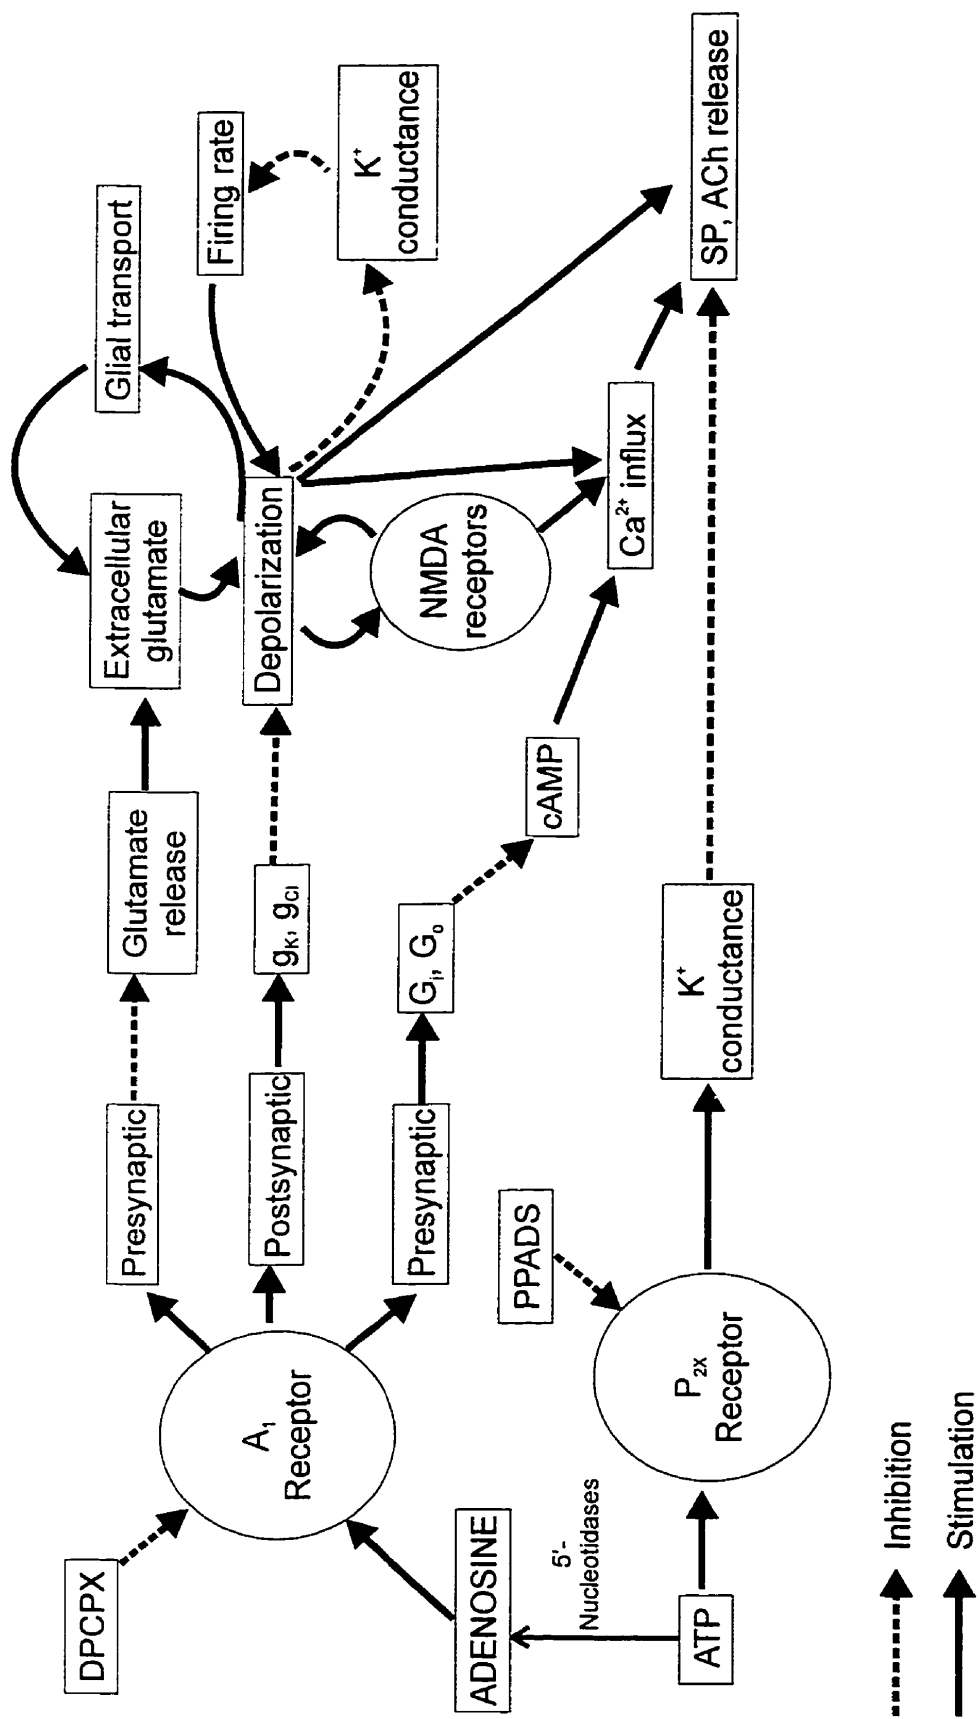 DPCPX
A₁
Receptor
Presynaptic
Glutamate
release
Extracellular
glutamate
Glial transport
Postsynaptic
gK, gCl
Depolarization
Firing rate
K⁺
conductance
Presynaptic
Gᵢ, Gₒ
cAMP
NMDA
receptors
Ca²⁺ influx
ADENOSINE
5'-
Nucleotidases
ATP
PPADS
P₂ₓ
Receptor
K⁺
conductance
SP, ACh release
Inhibition
Stimulation